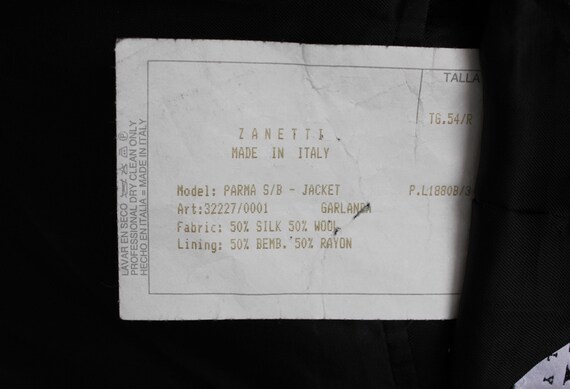 TALLA
TG.54/R
ZANETTI
MADE IN ITALY
Model: PARMA S/B - JACKET P.L1880B/3
Art:32227/0001 GARLANDA
Fabric: 50% SILK 50% WOOL
Lining: 50% BEMB. 50% RAYON
LAVAR EN SECO
PROFESSIONAL DRY CLEAN ONLY
HECHO EN ITALIA = MADE IN ITALY